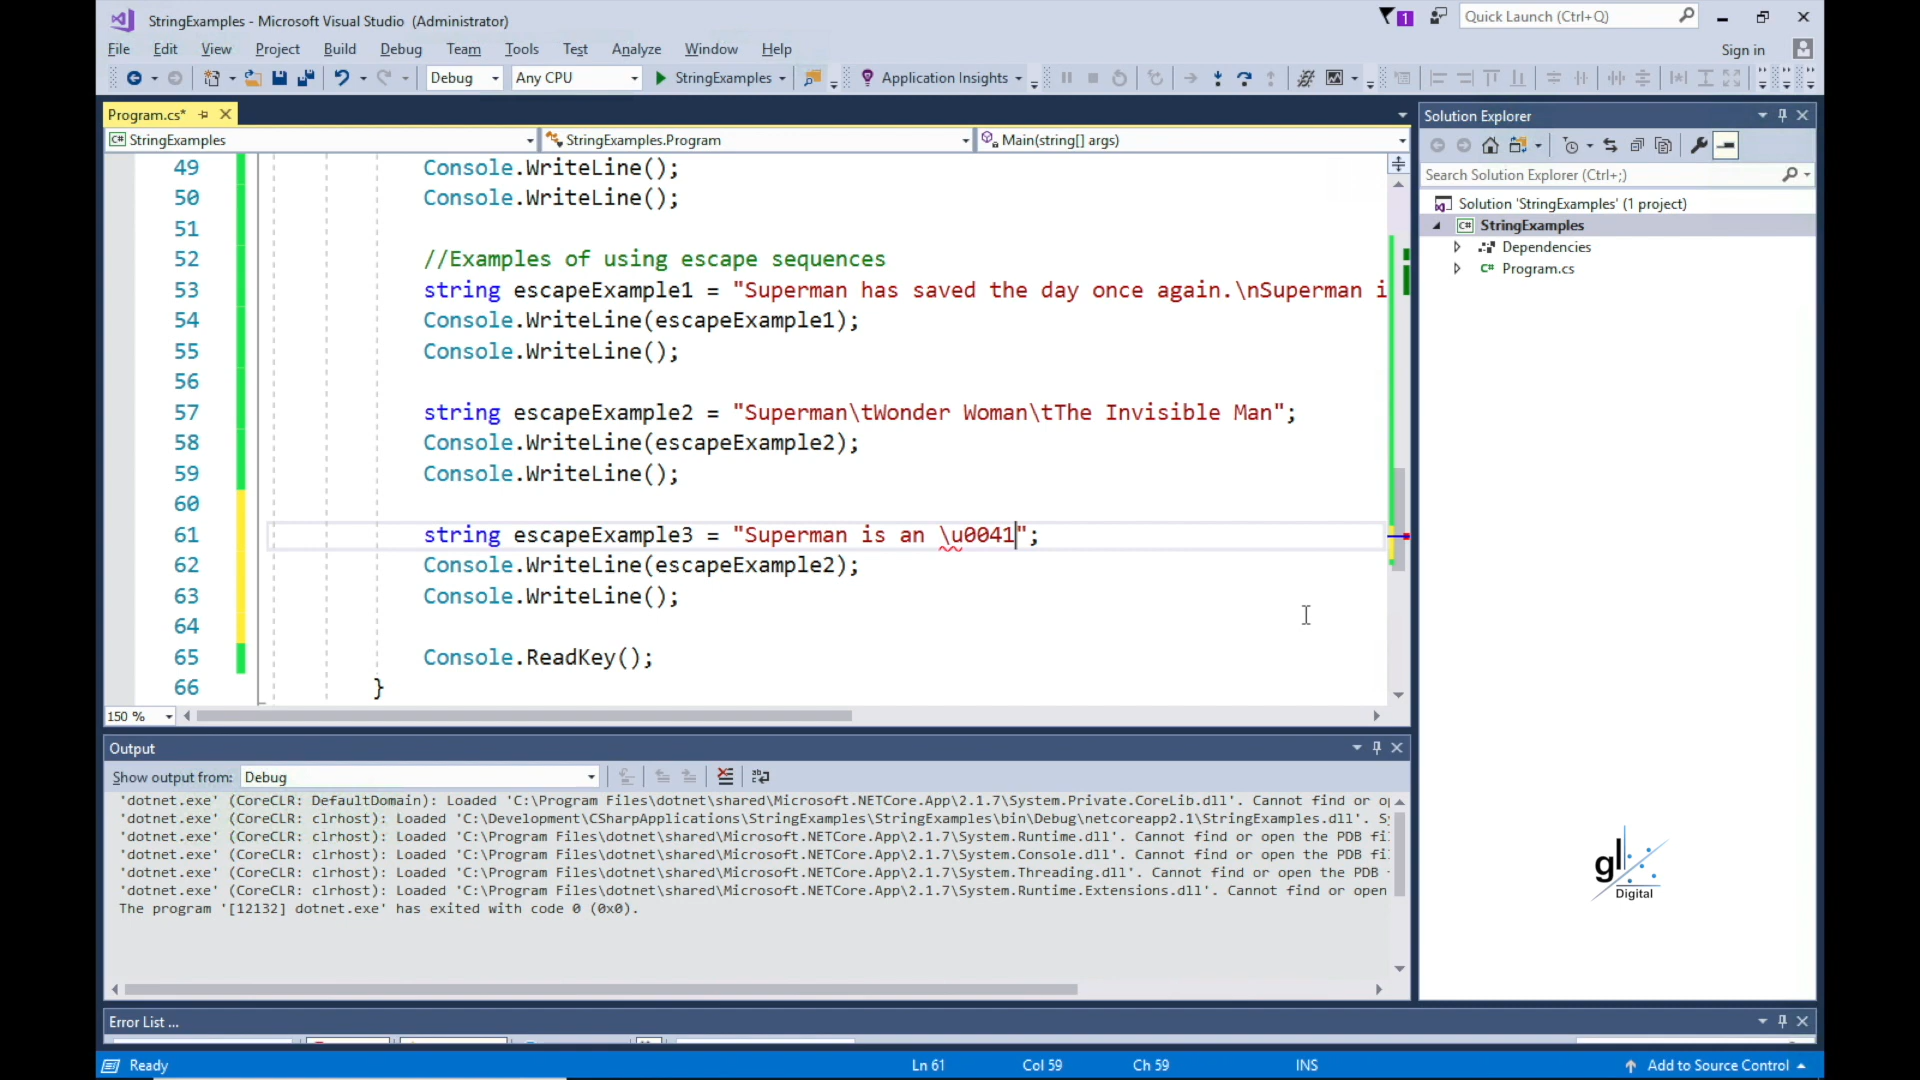 StringExamples - Microsoft Visual Studio (Administrator)
1
Quick Launch (Ctrl+Q)
File Edit View Project Build Debug Team Tools Test Analyze Window Help
Sign in
Debug Any CPU StringExamples Application Insights
Program.cs*
StringExamples StringExamples.Program Main(string[] args)
49 Console.WriteLine();
50 Console.WriteLine();
51
52 //Examples of using escape sequences
53 string escapeExample1 = "Superman has saved the day once again.\nSuperman i
54 Console.WriteLine(escapeExample1);
55 Console.WriteLine();
56
57 string escapeExample2 = "Superman\tWonder Woman\tThe Invisible Man";
58 Console.WriteLine(escapeExample2);
59 Console.WriteLine();
60
61 string escapeExample3 = "Superman is an \u0041";
62 Console.WriteLine(escapeExample2);
63 Console.WriteLine();
64
65 Console.ReadKey();
66 }
150 %
Output
Show output from: Debug
'dotnet.exe' (CoreCLR: DefaultDomain): Loaded 'C:\Program Files\dotnet\shared\Microsoft.NETCore.App\2.1.7\System.Private.CoreLib.dll'. Cannot find or o
'dotnet.exe' (CoreCLR: clrhost): Loaded 'C:\Development\CSharpApplications\StringExamples\StringExamples\bin\Debug\netcoreapp2.1\StringExamples.dll'. S
'dotnet.exe' (CoreCLR: clrhost): Loaded 'C:\Program Files\dotnet\shared\Microsoft.NETCore.App\2.1.7\System.Runtime.dll'. Cannot find or open the PDB fi
'dotnet.exe' (CoreCLR: clrhost): Loaded 'C:\Program Files\dotnet\shared\Microsoft.NETCore.App\2.1.7\System.Console.dll'. Cannot find or open the PDB fi
'dotnet.exe' (CoreCLR: clrhost): Loaded 'C:\Program Files\dotnet\shared\Microsoft.NETCore.App\2.1.7\System.Threading.dll'. Cannot find or open the PDB
'dotnet.exe' (CoreCLR: clrhost): Loaded 'C:\Program Files\dotnet\shared\Microsoft.NETCore.App\2.1.7\System.Runtime.Extensions.dll'. Cannot find or open
The program '[12132] dotnet.exe' has exited with code 0 (0x0).
Error List ...
Solution Explorer
Search Solution Explorer (Ctrl+;)
Solution 'StringExamples' (1 project)
C# StringExamples
Dependencies
C# Program.cs
gl
Digital
Ready Ln 61 Col 59 Ch 59 INS Add to Source Control